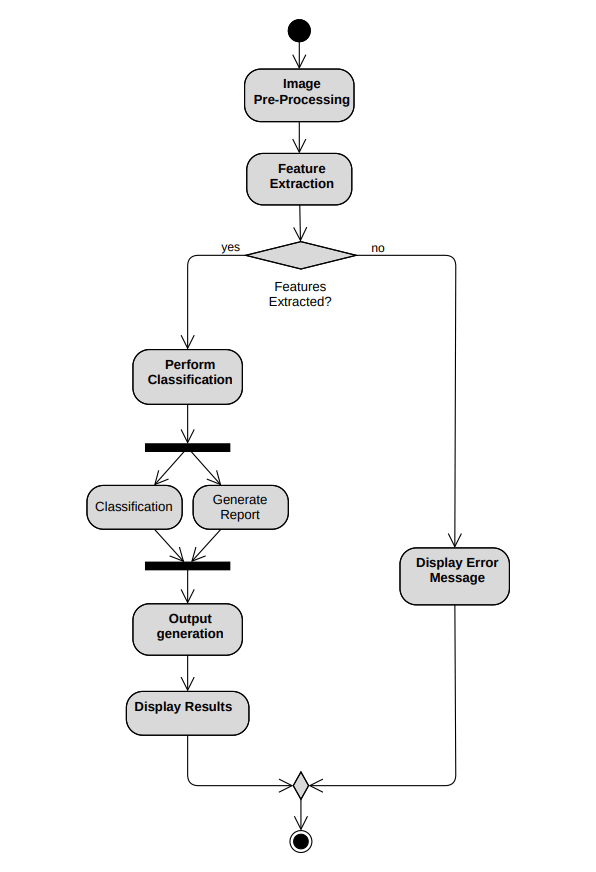 Image
Pre-Processing
Feature
Extraction
yes
no
Features
Extracted?
Perform
Classification
Classification
Generate
Report
Display Error
Message
Output
generation
Display Results